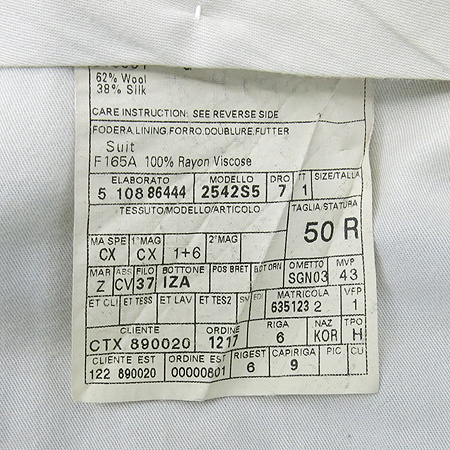 62% Wool
38% Silk
CARE INSTRUCTION: SEE REVERSE SIDE
FODERA.LINING.FORRO.DOUBLURE.FUTTER
Suit
F165A 100% Rayon Viscose
ELABORATO MODELLO DRO FT SIZE/TALLA
5 108 86444 2542S5 7 1
TESSUTO/MODELLO/ARTICOLO TAGLIA/STATURA
50 R
MA SPE 1°MAG 2°MAG
CX CX 1+6
MAR ABS FILO BOTTONE POS BRET OMETTO MVP
Z CV 37 IZA SGN03 43
ET CLI ET TESS ET LAV ET TES2 SM EDI MATRICOLA VFP
635123 2 1
CLIENTE ORDINE RIGA NAZ TPO
CTX 890020 1217 6 KOR H
CLIENTE EST ORDINE EST RIGEST CAPIRIGA PIC CU
122 890020 00000801 6 9